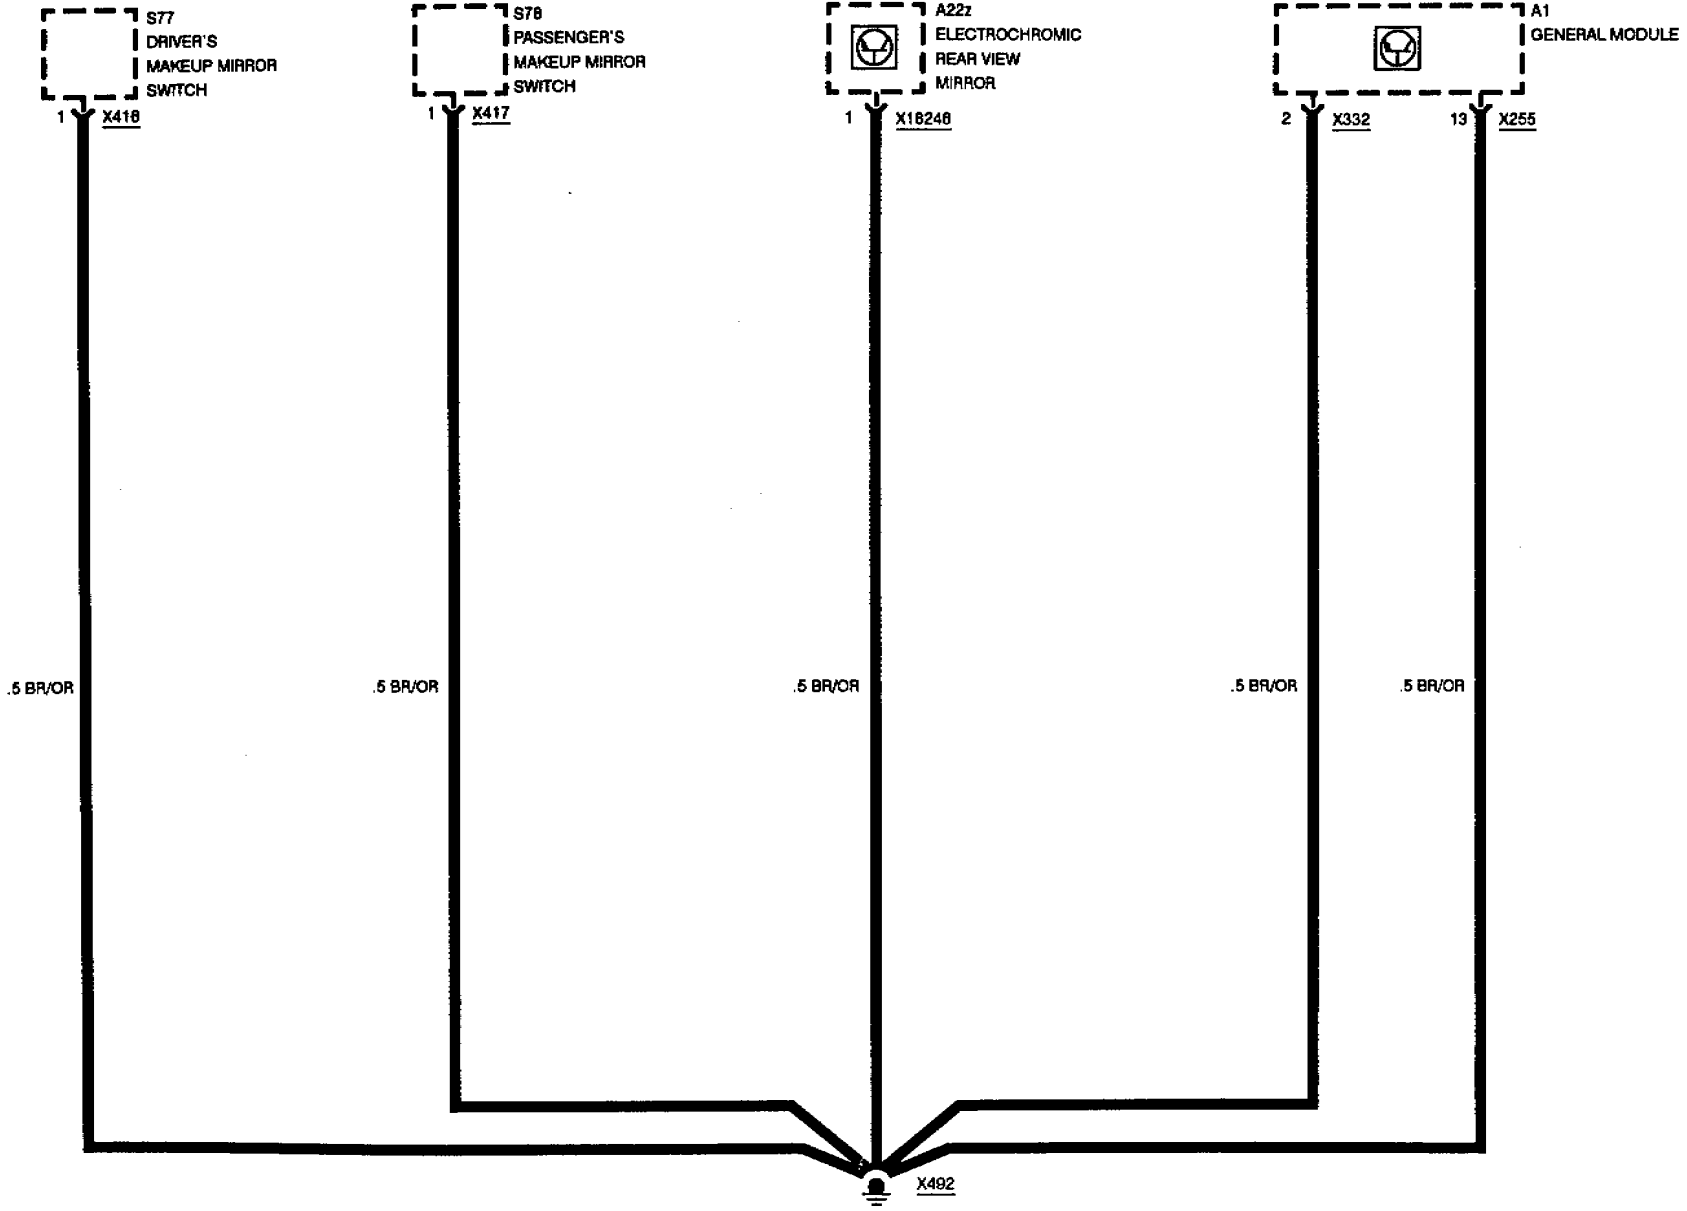 S77
DRIVER'S
MAKEUP MIRROR
SWITCH
1
X418
S78
PASSENGER'S
MAKEUP MIRROR
SWITCH
1
X417
A22z
ELECTROCHROMIC
REAR VIEW
MIRROR
1
X18248
A1
GENERAL MODULE
2
X332
13
X255
.5 BR/OR
.5 BR/OR
.5 BR/OR
.5 BR/OR
.5 BR/OR
X492